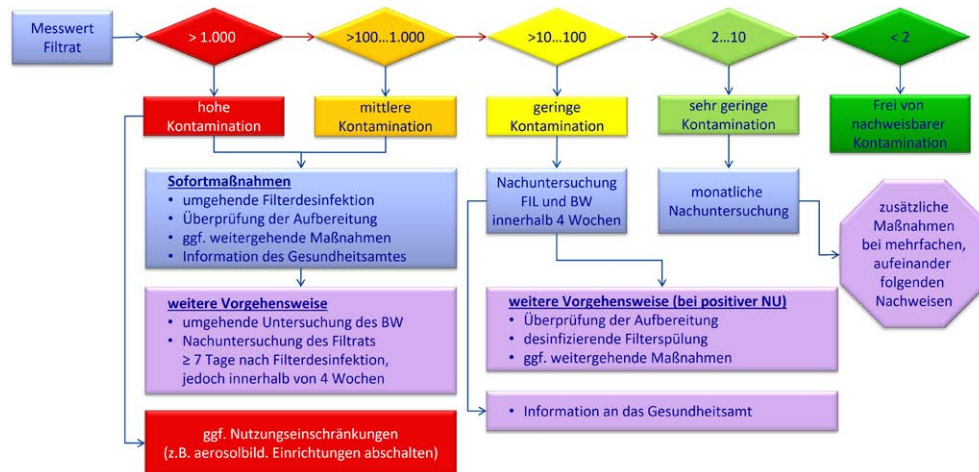 Messwert
Filtrat
> 1.000
>100...1.000
>10...100
2...10
< 2
hohe
Kontamination
mittlere
Kontamination
geringe
Kontamination
sehr geringe
Kontamination
Frei von
nachweisbarer
Kontamination
Sofortmaßnahmen
• umgehende Filterdesinfektion
• Überprüfung der Aufbereitung
• ggf. weitergehende Maßnahmen
• Information des Gesundheitsamtes
Nachuntersuchung
FIL und BW
innerhalb 4 Wochen
monatliche
Nachuntersuchung
zusätzliche
Maßnahmen
bei mehrfachen,
aufeinander
folgenden
Nachweisen
weitere Vorgehensweise
• umgehende Untersuchung des BW
• Nachuntersuchung des Filtrats
≥ 7 Tage nach Filterdesinfektion,
jedoch innerhalb von 4 Wochen
weitere Vorgehensweise (bei positiver NU)
• Überprüfung der Aufbereitung
• desinfizierende Filterspülung
• ggf. weitergehende Maßnahmen
• Information an das Gesundheitsamt
ggf. Nutzungseinschränkungen
(z.B. aerosolbild. Einrichtungen abschalten)